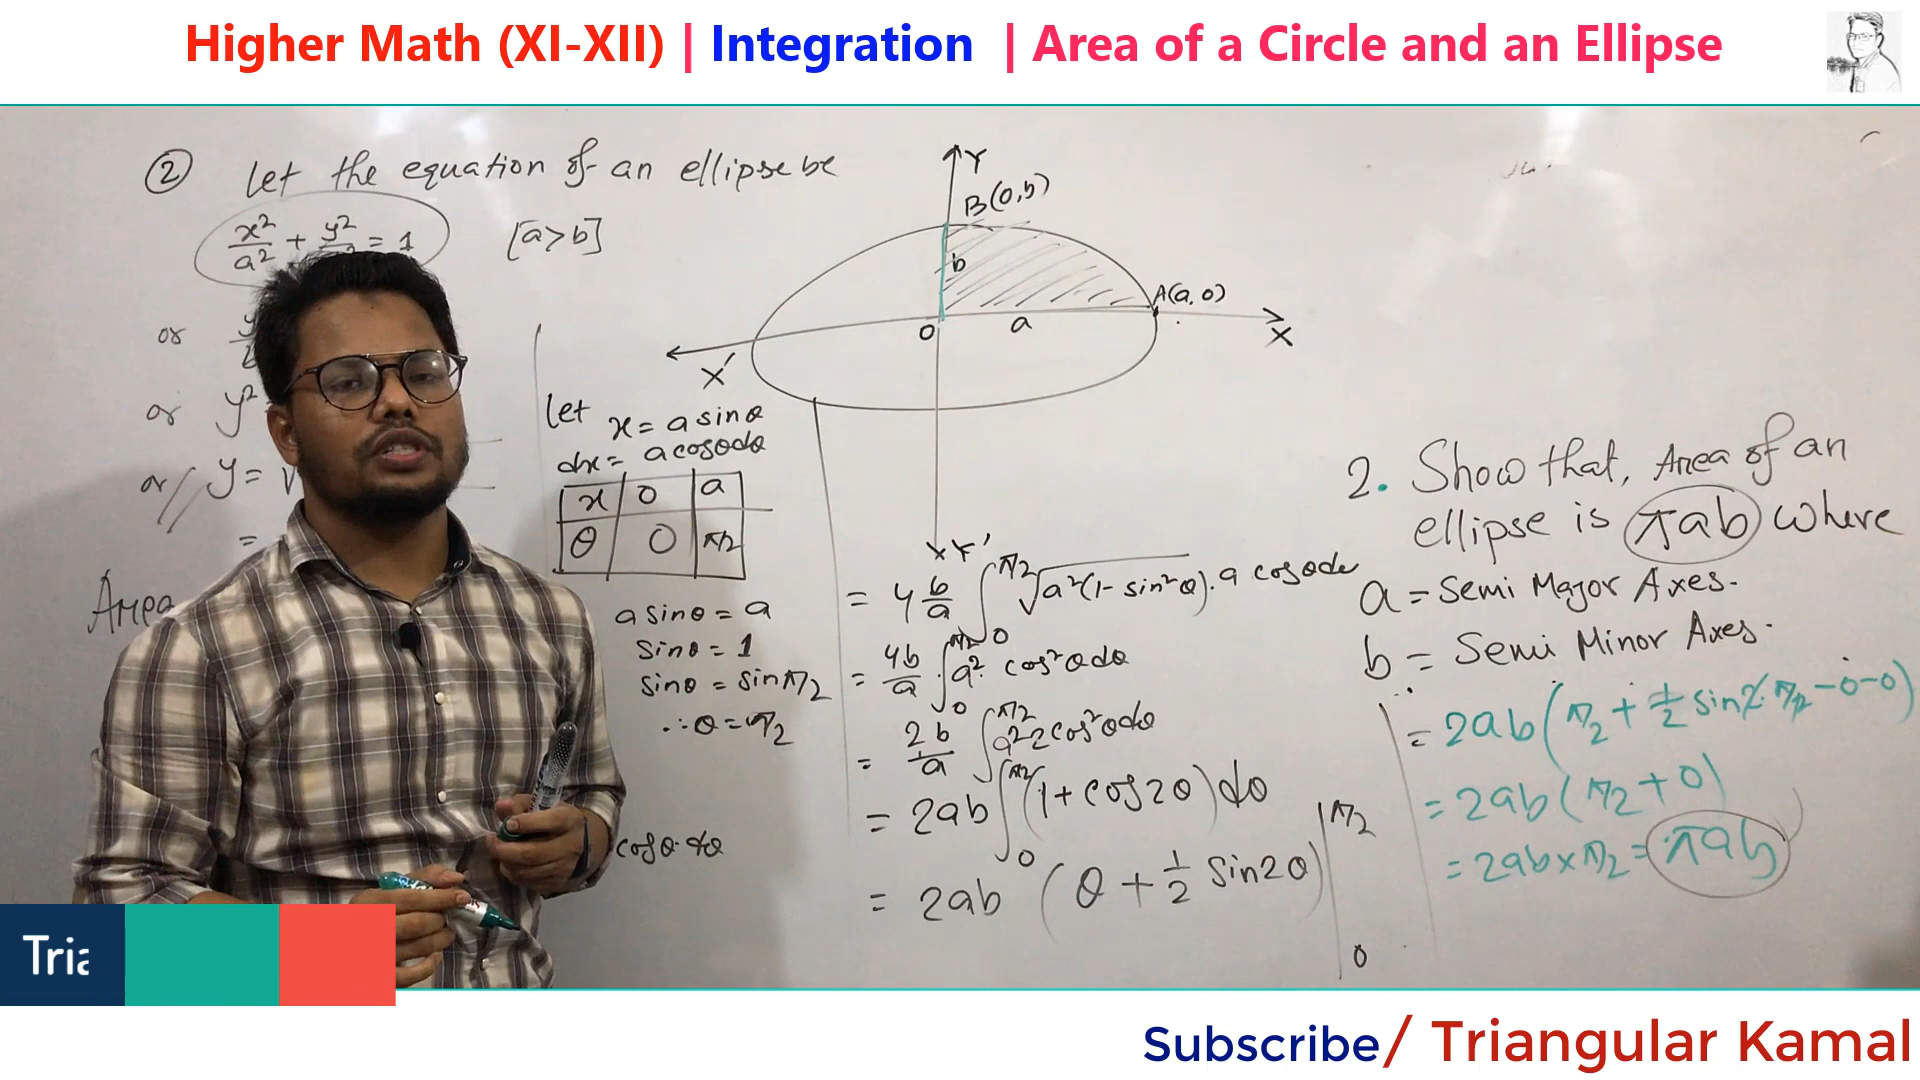 Higher Math (XI-XII) | Integration | Area of a Circle and an Ellipse
② Let the equation of an ellipse be
x²/a² + y² = 1 [a>b]
or y
or y²
or y = √
=
Area
Y
B(0,b)
b
A(a, 0)
O
a
X
X'
Y'
Let x = a sinθ
dx = a cosθdθ
x 0 a
θ 0 π/2
a sinθ = a
sinθ = 1
sinθ = sinπ/2
∴ θ = π/2
cosθ·dθ
= 4 b/a ∫₀^π/2 √a²(1- sin²θ) . a cosθdθ
= 4b/a ∫₀^π/2 a². cos²θdθ
= 2b/a ∫₀^π/2 a² 2cos²θdθ
= 2ab ∫₀^π/2 (1+ cos2θ)dθ
= 2ab (θ + 1/2 sin2θ) |₀^π/2
2. Show that, Area of an
ellipse is πab where
a = Semi Major Axes.
b = Semi Minor Axes.
= 2ab(π/2 + 1/2 sin2.π/2 -0-0)
= 2ab(π/2 + 0)
= 2ab×π/2 = πab
Tria
Subscribe/ Triangular Kamal